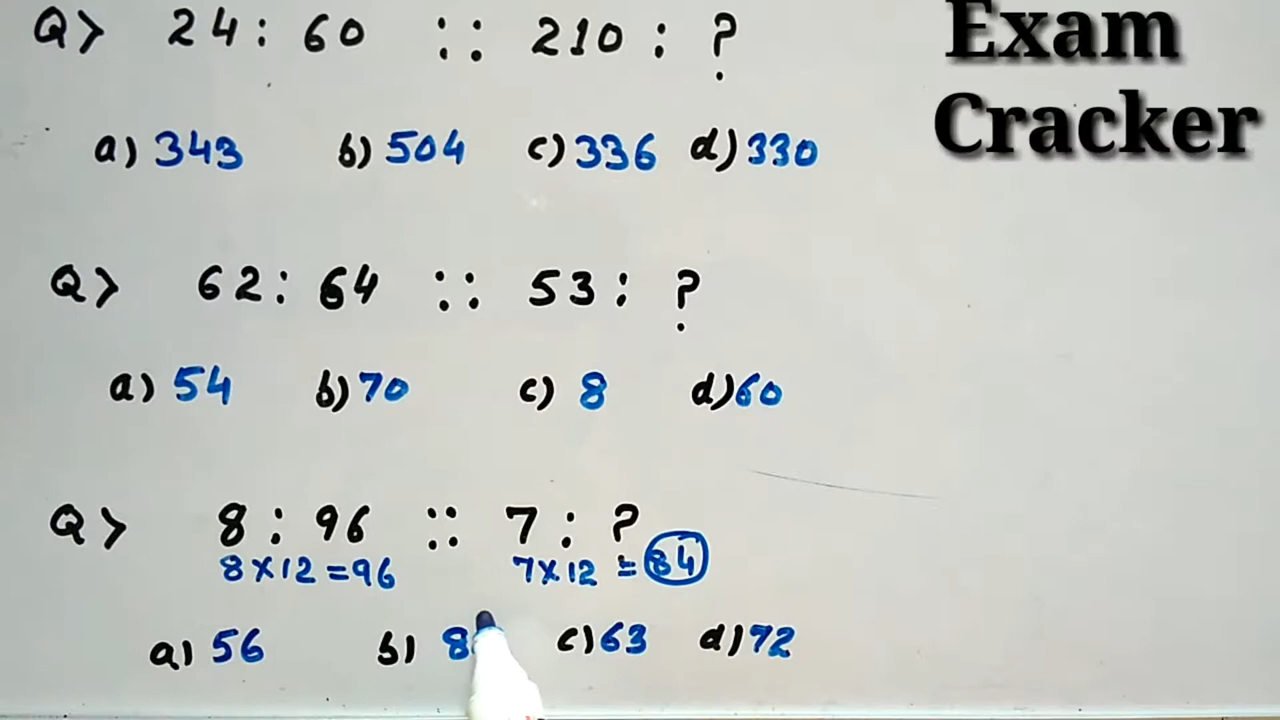 Q> 24 : 60 :: 210 : ?
Exam
Cracker
a) 343 b) 504 c) 336 d) 330
Q> 62 : 64 :: 53 : ?
a) 54 b) 70 c) 8 d) 60
Q> 8 : 96 :: 7 : ?
8×12=96 7×12 = 84
a) 56 b) 8 c) 63 d) 72